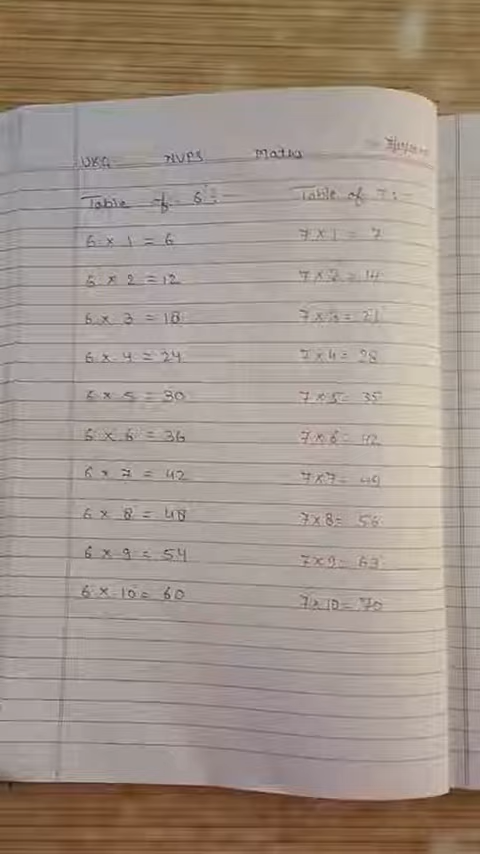 UKG NVPS Maths
Table of 6 :-
6 × 1 = 6
6 × 2 = 12
6 × 3 = 18
6 × 4 = 24
6 × 5 = 30
6 × 6 = 36
6 × 7 = 42
6 × 8 = 48
6 × 9 = 54
6 × 10 = 60
Table of 7 :-
7 × 1 = 7
7 × 2 = 14
7 × 3 = 21
7 × 4 = 28
7 × 5 = 35
7 × 6 = 42
7 × 7 = 49
7 × 8 = 56
7 × 9 = 63
7 × 10 = 70